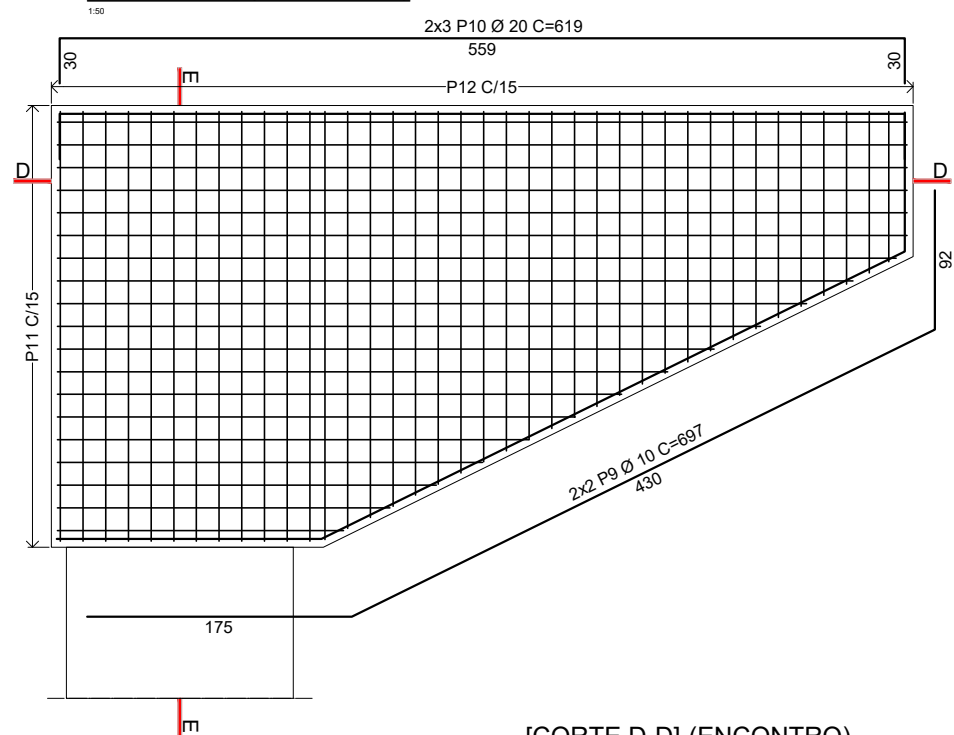 1:50
2x3 P10 Ø 20 C=619
559
30
30
E
P12 C/15
D
D
P11 C/15
92
2x2 P9 Ø 10 C=697
430
175
E
[CORTE D-D] (ENCONTRO)